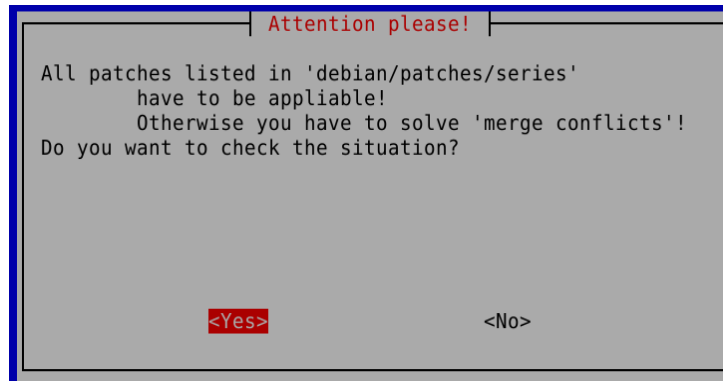 Attention please!
All patches listed in 'debian/patches/series'
have to be appliable!
Otherwise you have to solve 'merge conflicts'!
Do you want to check the situation?
<Yes> <No>